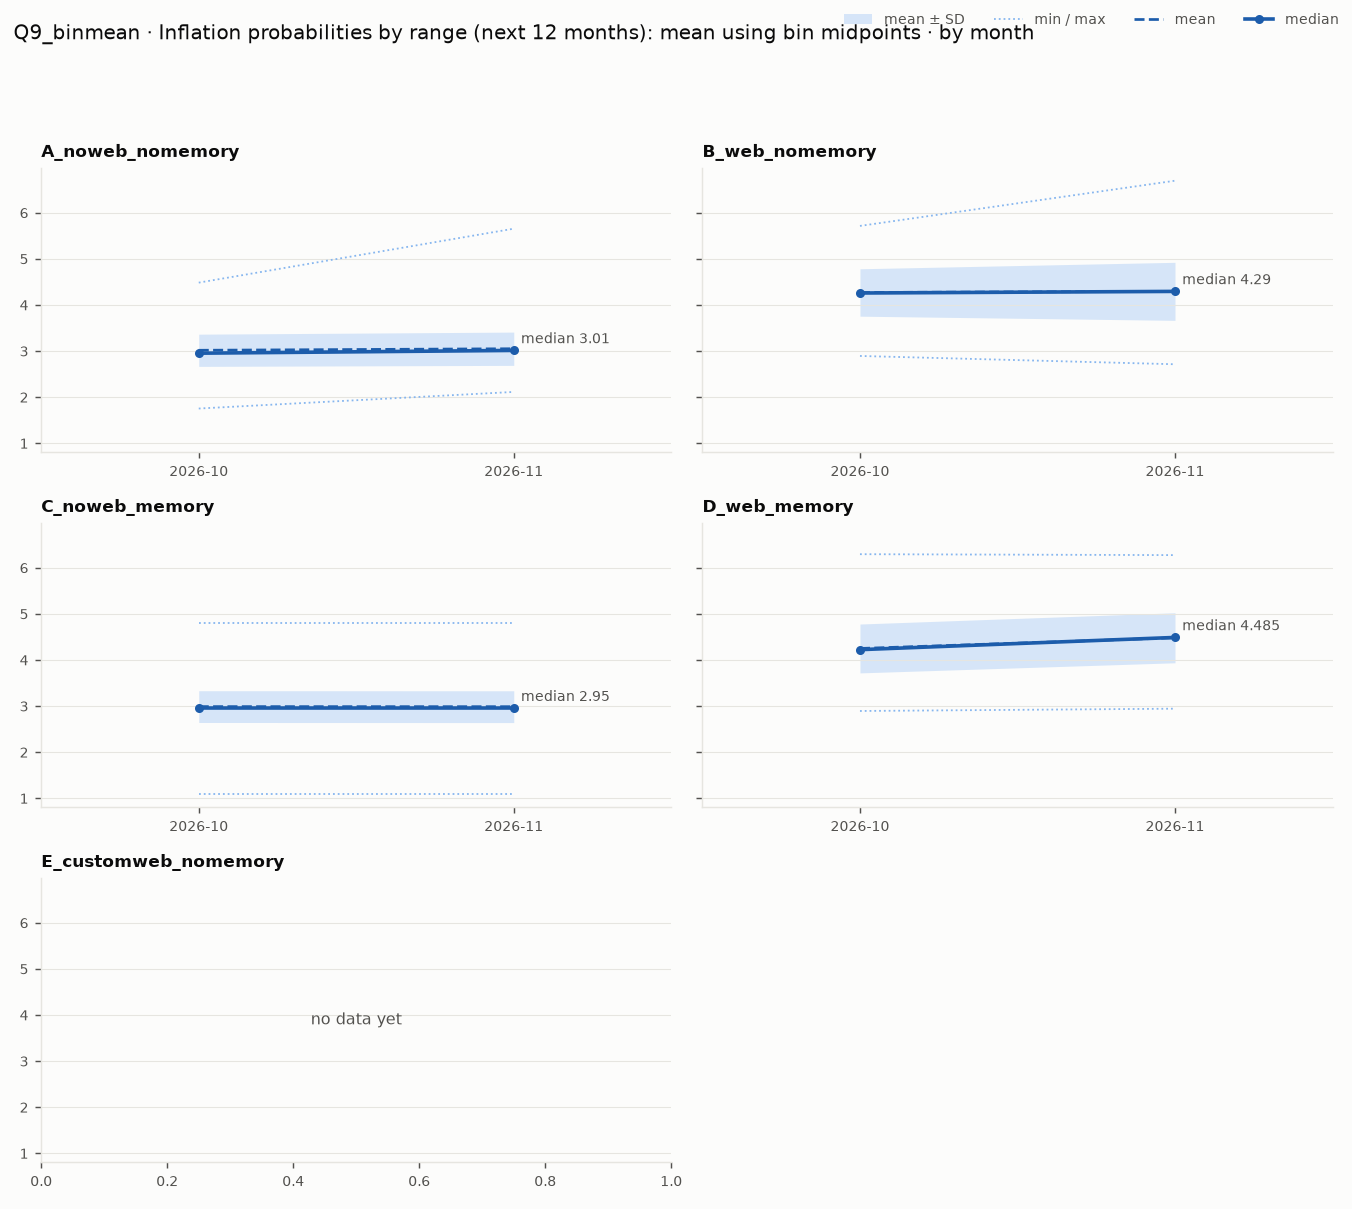 mean ± SD min / max mean median
Q9_binmean · Inflation probabilities by range (next 12 months): mean using bin midpoints · by month
A_noweb_nomemory
6
5
4
3
2
1
median 3.01
2026-10 2026-11
B_web_nomemory
median 4.29
2026-10 2026-11
C_noweb_memory
6
5
4
3
2
1
median 2.95
2026-10 2026-11
D_web_memory
median 4.485
2026-10 2026-11
E_customweb_nomemory
6
5
4
3
2
1
no data yet
0.0 0.2 0.4 0.6 0.8 1.0